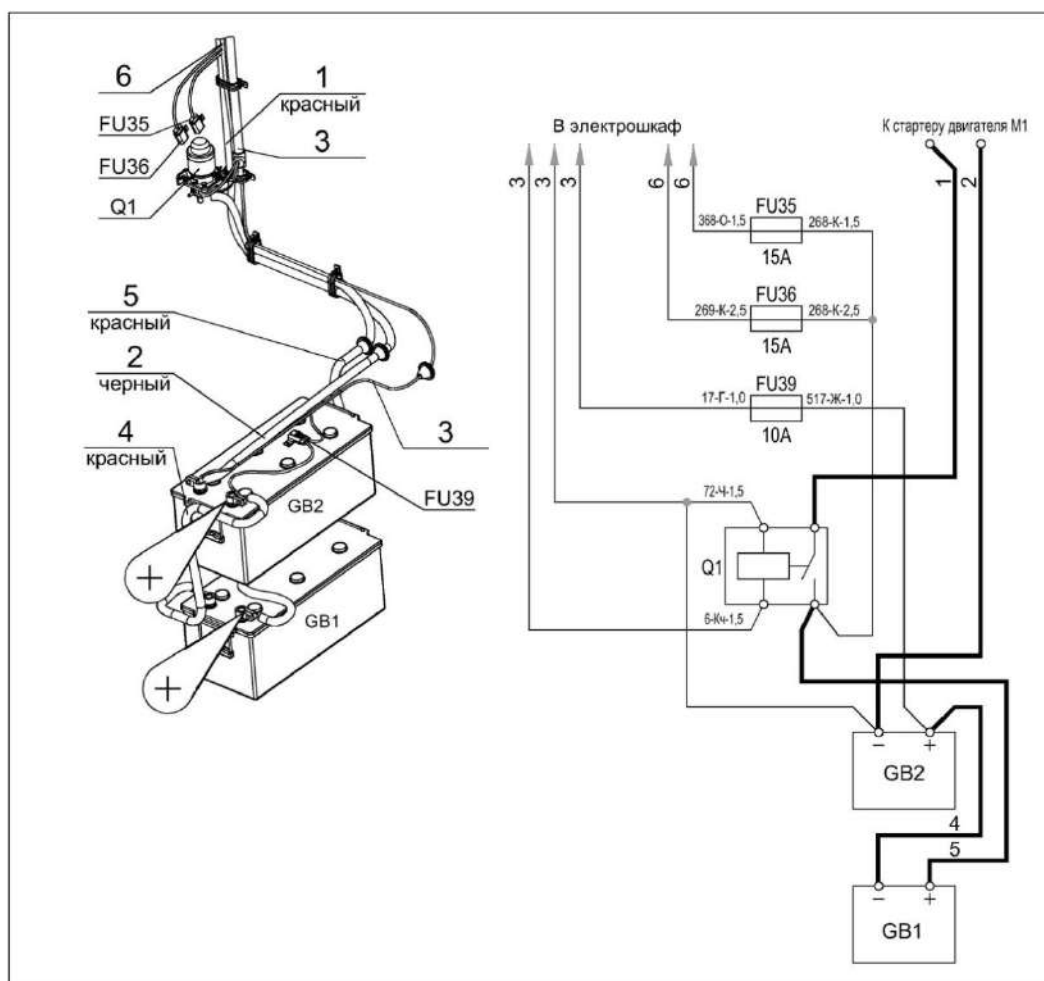 6
1
красный
FU35
3
FU36
Q1
5
красный
2
черный
4
красный
3
FU39
GB2
GB1
+
+
В электрошкаф
К стартеру двигателя М1
3
3
3
6
6
1
2
368-О-1,5
FU35
268-К-1,5
15А
269-К-2,5
FU36
268-К-2,5
15А
17-Г-1,0
FU39
517-Ж-1,0
10А
72-Ч-1,5
Q1
6-Кч-1,5
− +
GB2
4
5
− +
GB1